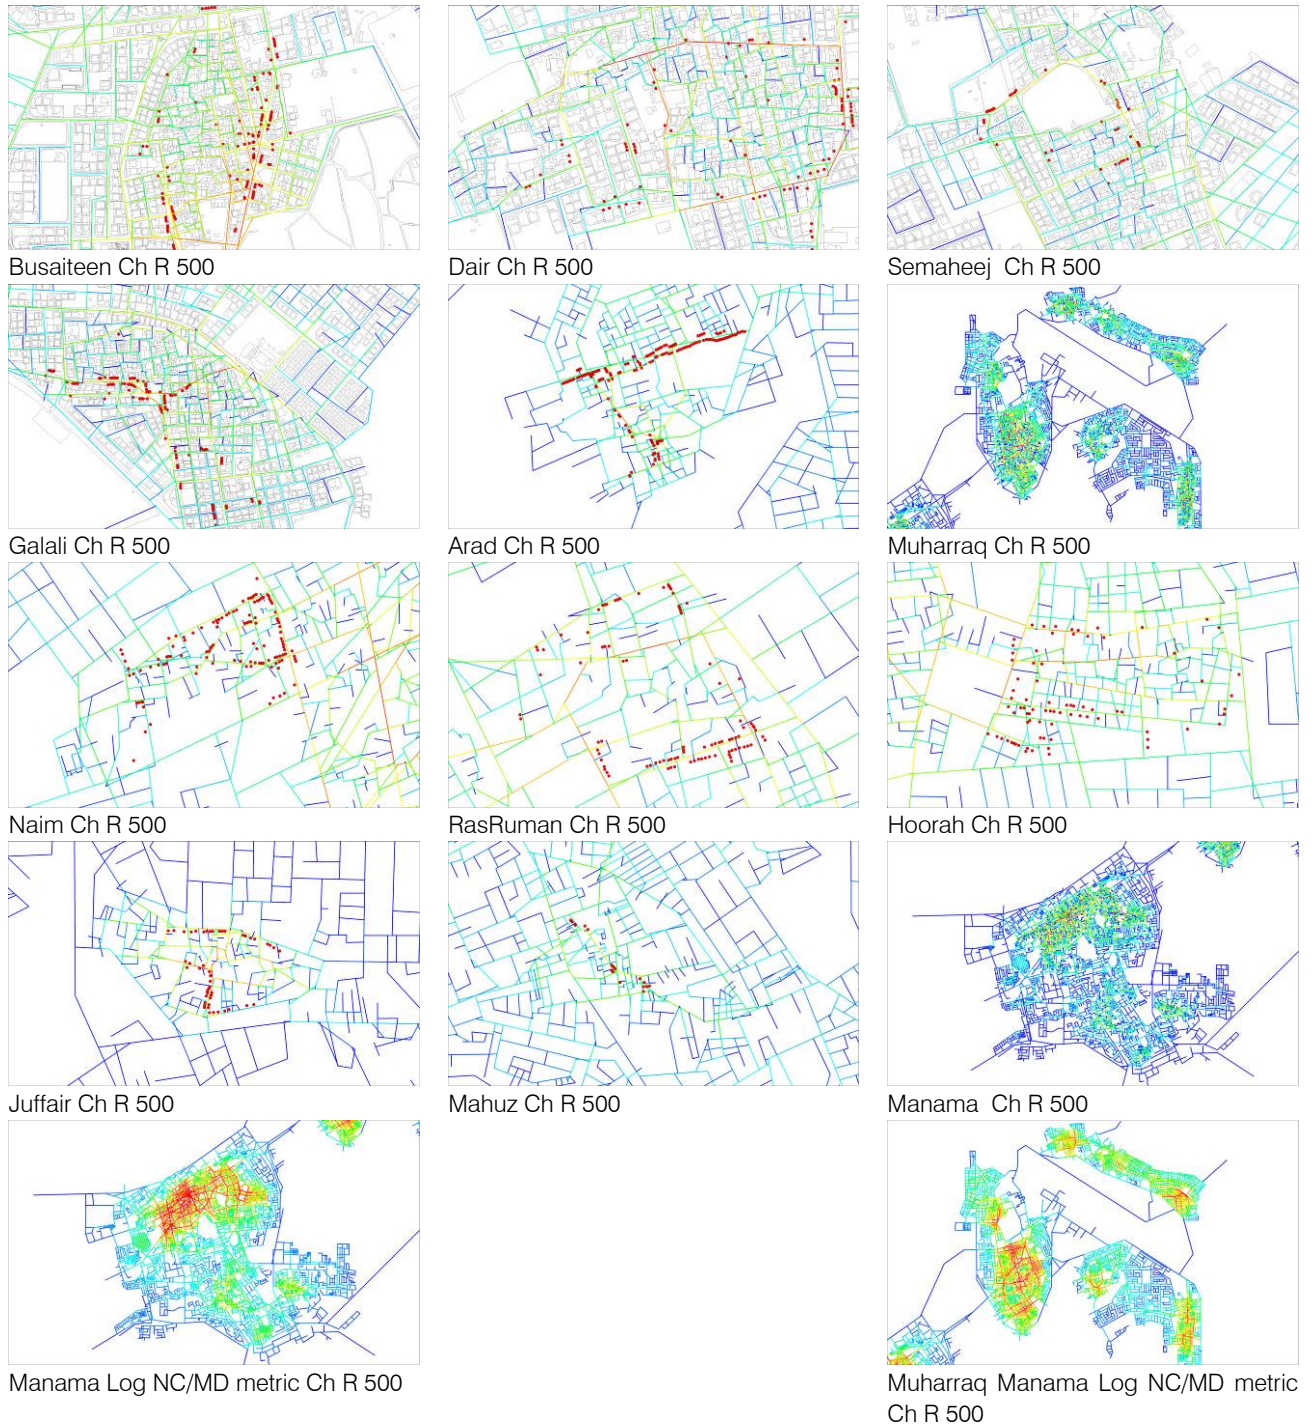 Busaiteen Ch R 500
Dair Ch R 500
Semaheej Ch R 500
Galali Ch R 500
Arad Ch R 500
Muharraq Ch R 500
Naim Ch R 500
RasRuman Ch R 500
Hoorah Ch R 500
Juffair Ch R 500
Mahuz Ch R 500
Manama Ch R 500
Manama Log NC/MD metric Ch R 500
Muharraq Manama Log NC/MD metric
Ch R 500